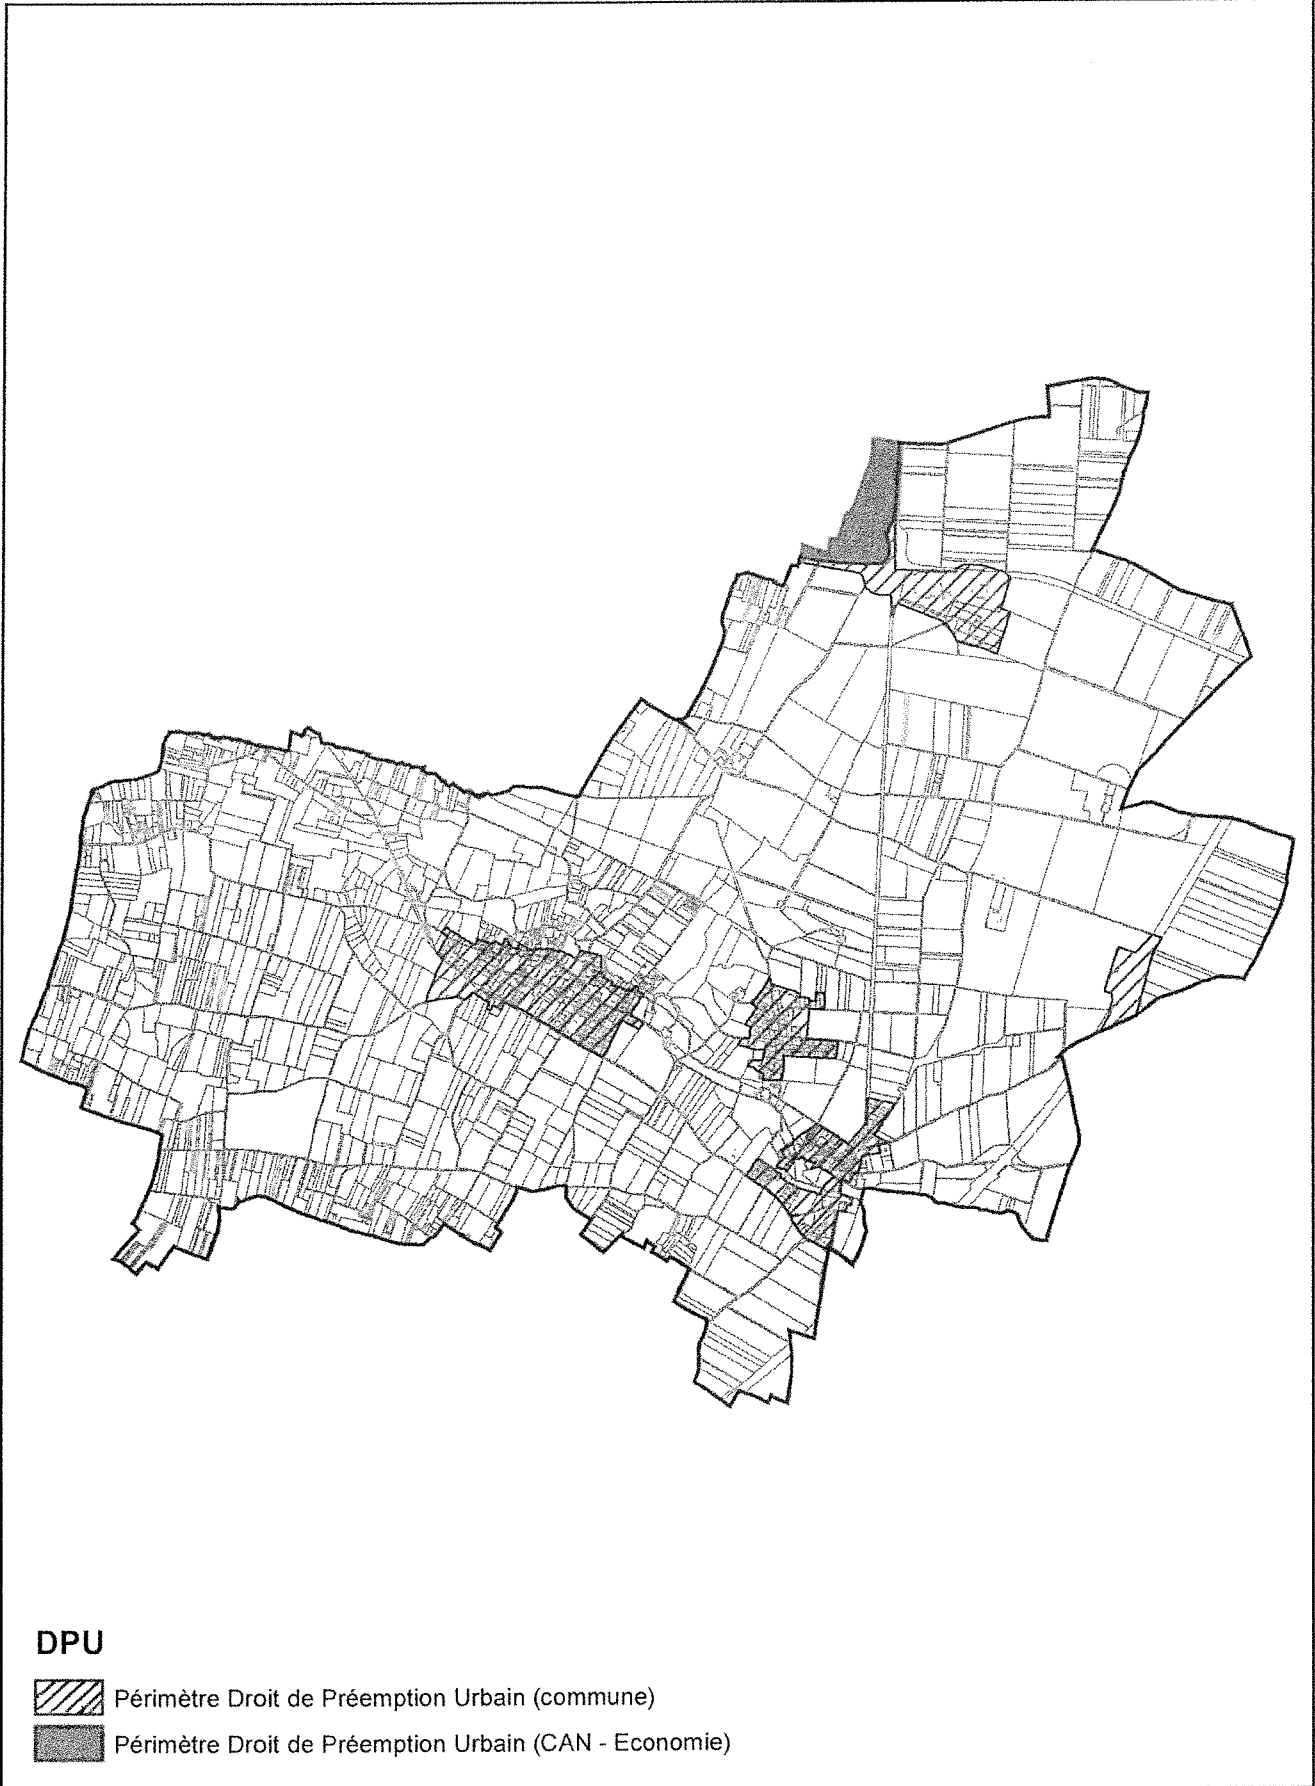 DPU
Périmètre Droit de Préemption Urbain (commune)
Périmètre Droit de Préemption Urbain (CAN - Economie)